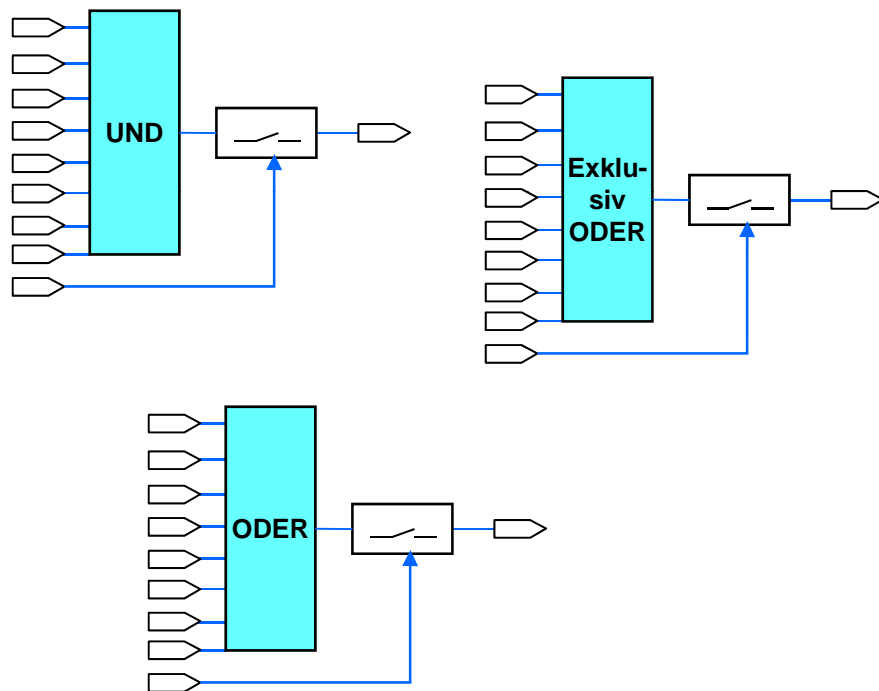 UND
Exklu-
siv
ODER
ODER